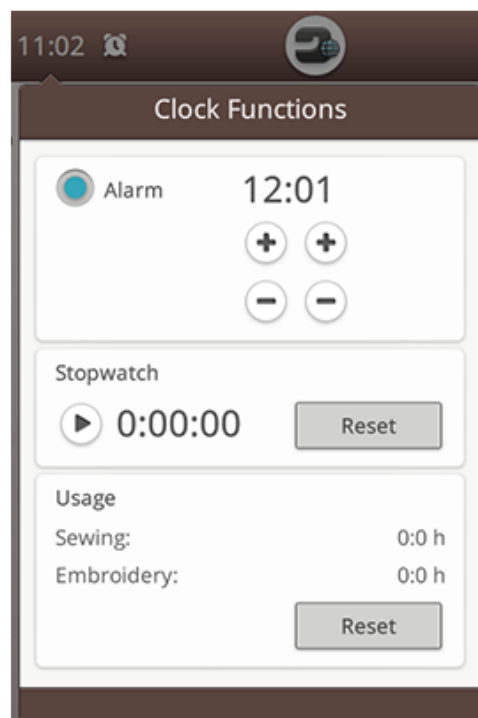 11:02
Clock Functions
Alarm 12:01
Stopwatch
0:00:00 Reset
Usage
Sewing: 0:0 h
Embroidery: 0:0 h
Reset